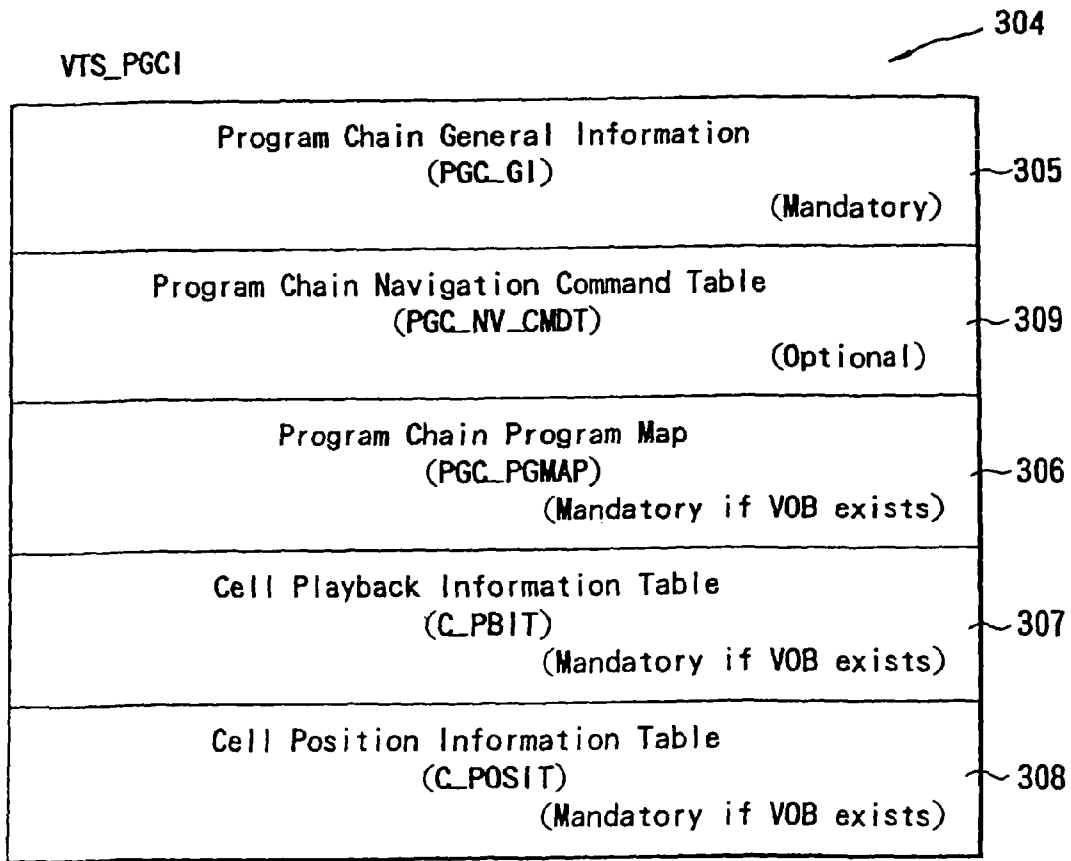 304
VTS_PGCI
Program Chain General Information
(PGC_GI)
(Mandatory)
305
Program Chain Navigation Command Table
(PGC_NV_CMDT)
(Optional)
309
Program Chain Program Map
(PGC_PGMAP)
(Mandatory if VOB exists)
306
Cell Playback Information Table
(C_PBIT)
(Mandatory if VOB exists)
307
Cell Position Information Table
(C_POSIT)
(Mandatory if VOB exists)
308